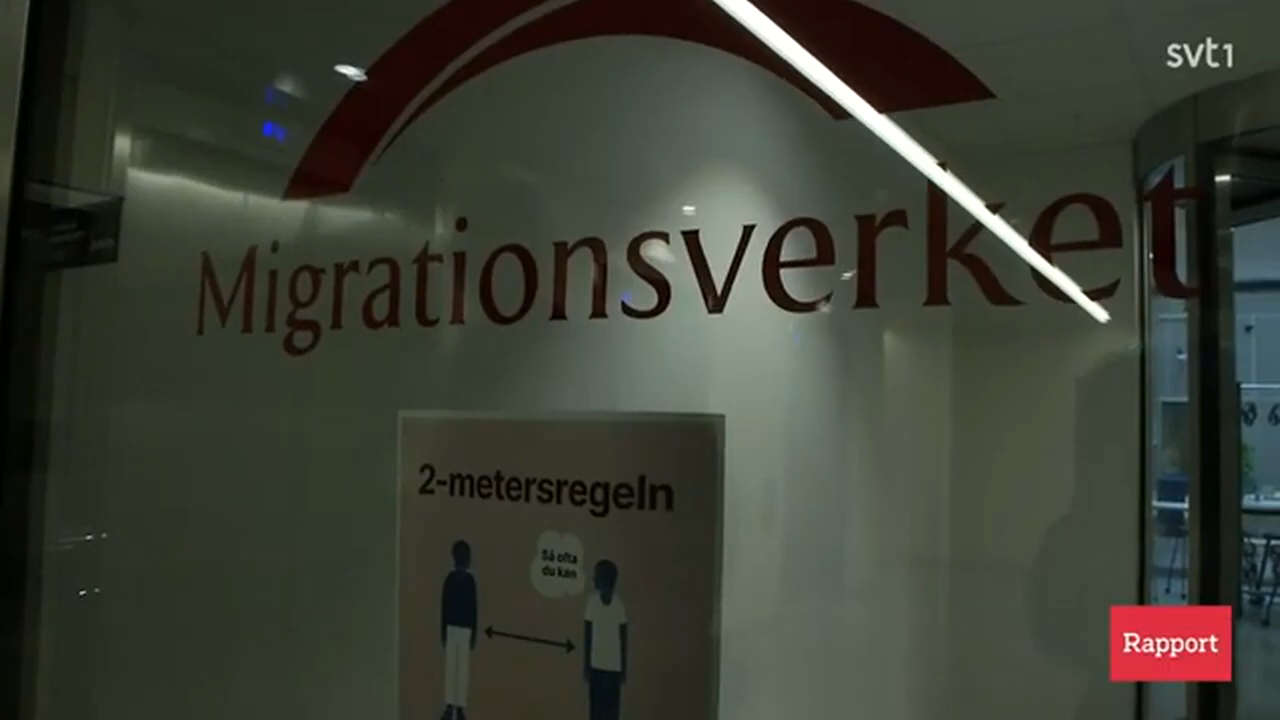 svt1
Migrationsverket
2-metersregeln
Så ofta
du kan
Rapport